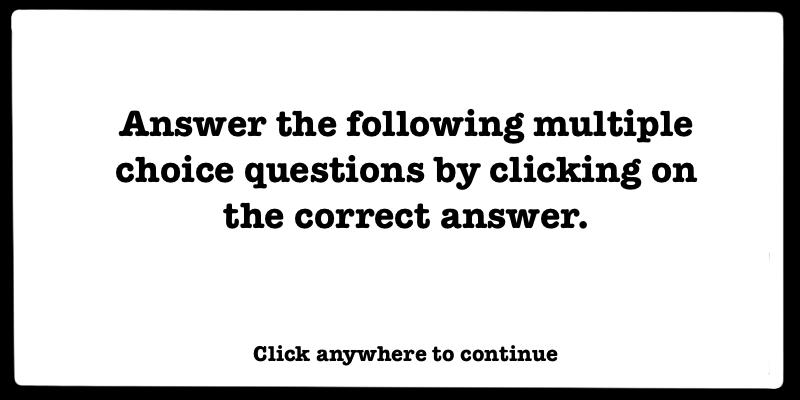 Answer the following multiple
choice questions by clicking on
the correct answer.
Click anywhere to continue